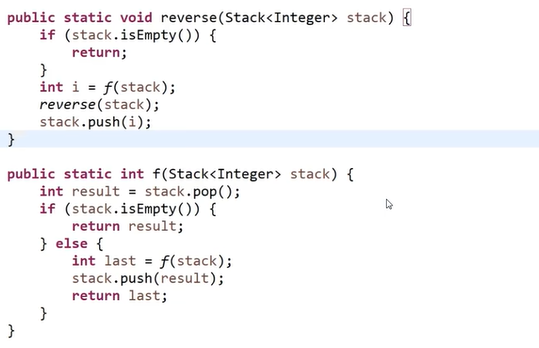 public static void reverse(Stack<Integer> stack) {
    if (stack.isEmpty()) {
        return;
    }
    int i = f(stack);
    reverse(stack);
    stack.push(i);
}

public static int f(Stack<Integer> stack) {
    int result = stack.pop();
    if (stack.isEmpty()) {
        return result;
    } else {
        int last = f(stack);
        stack.push(result);
        return last;
    }
}